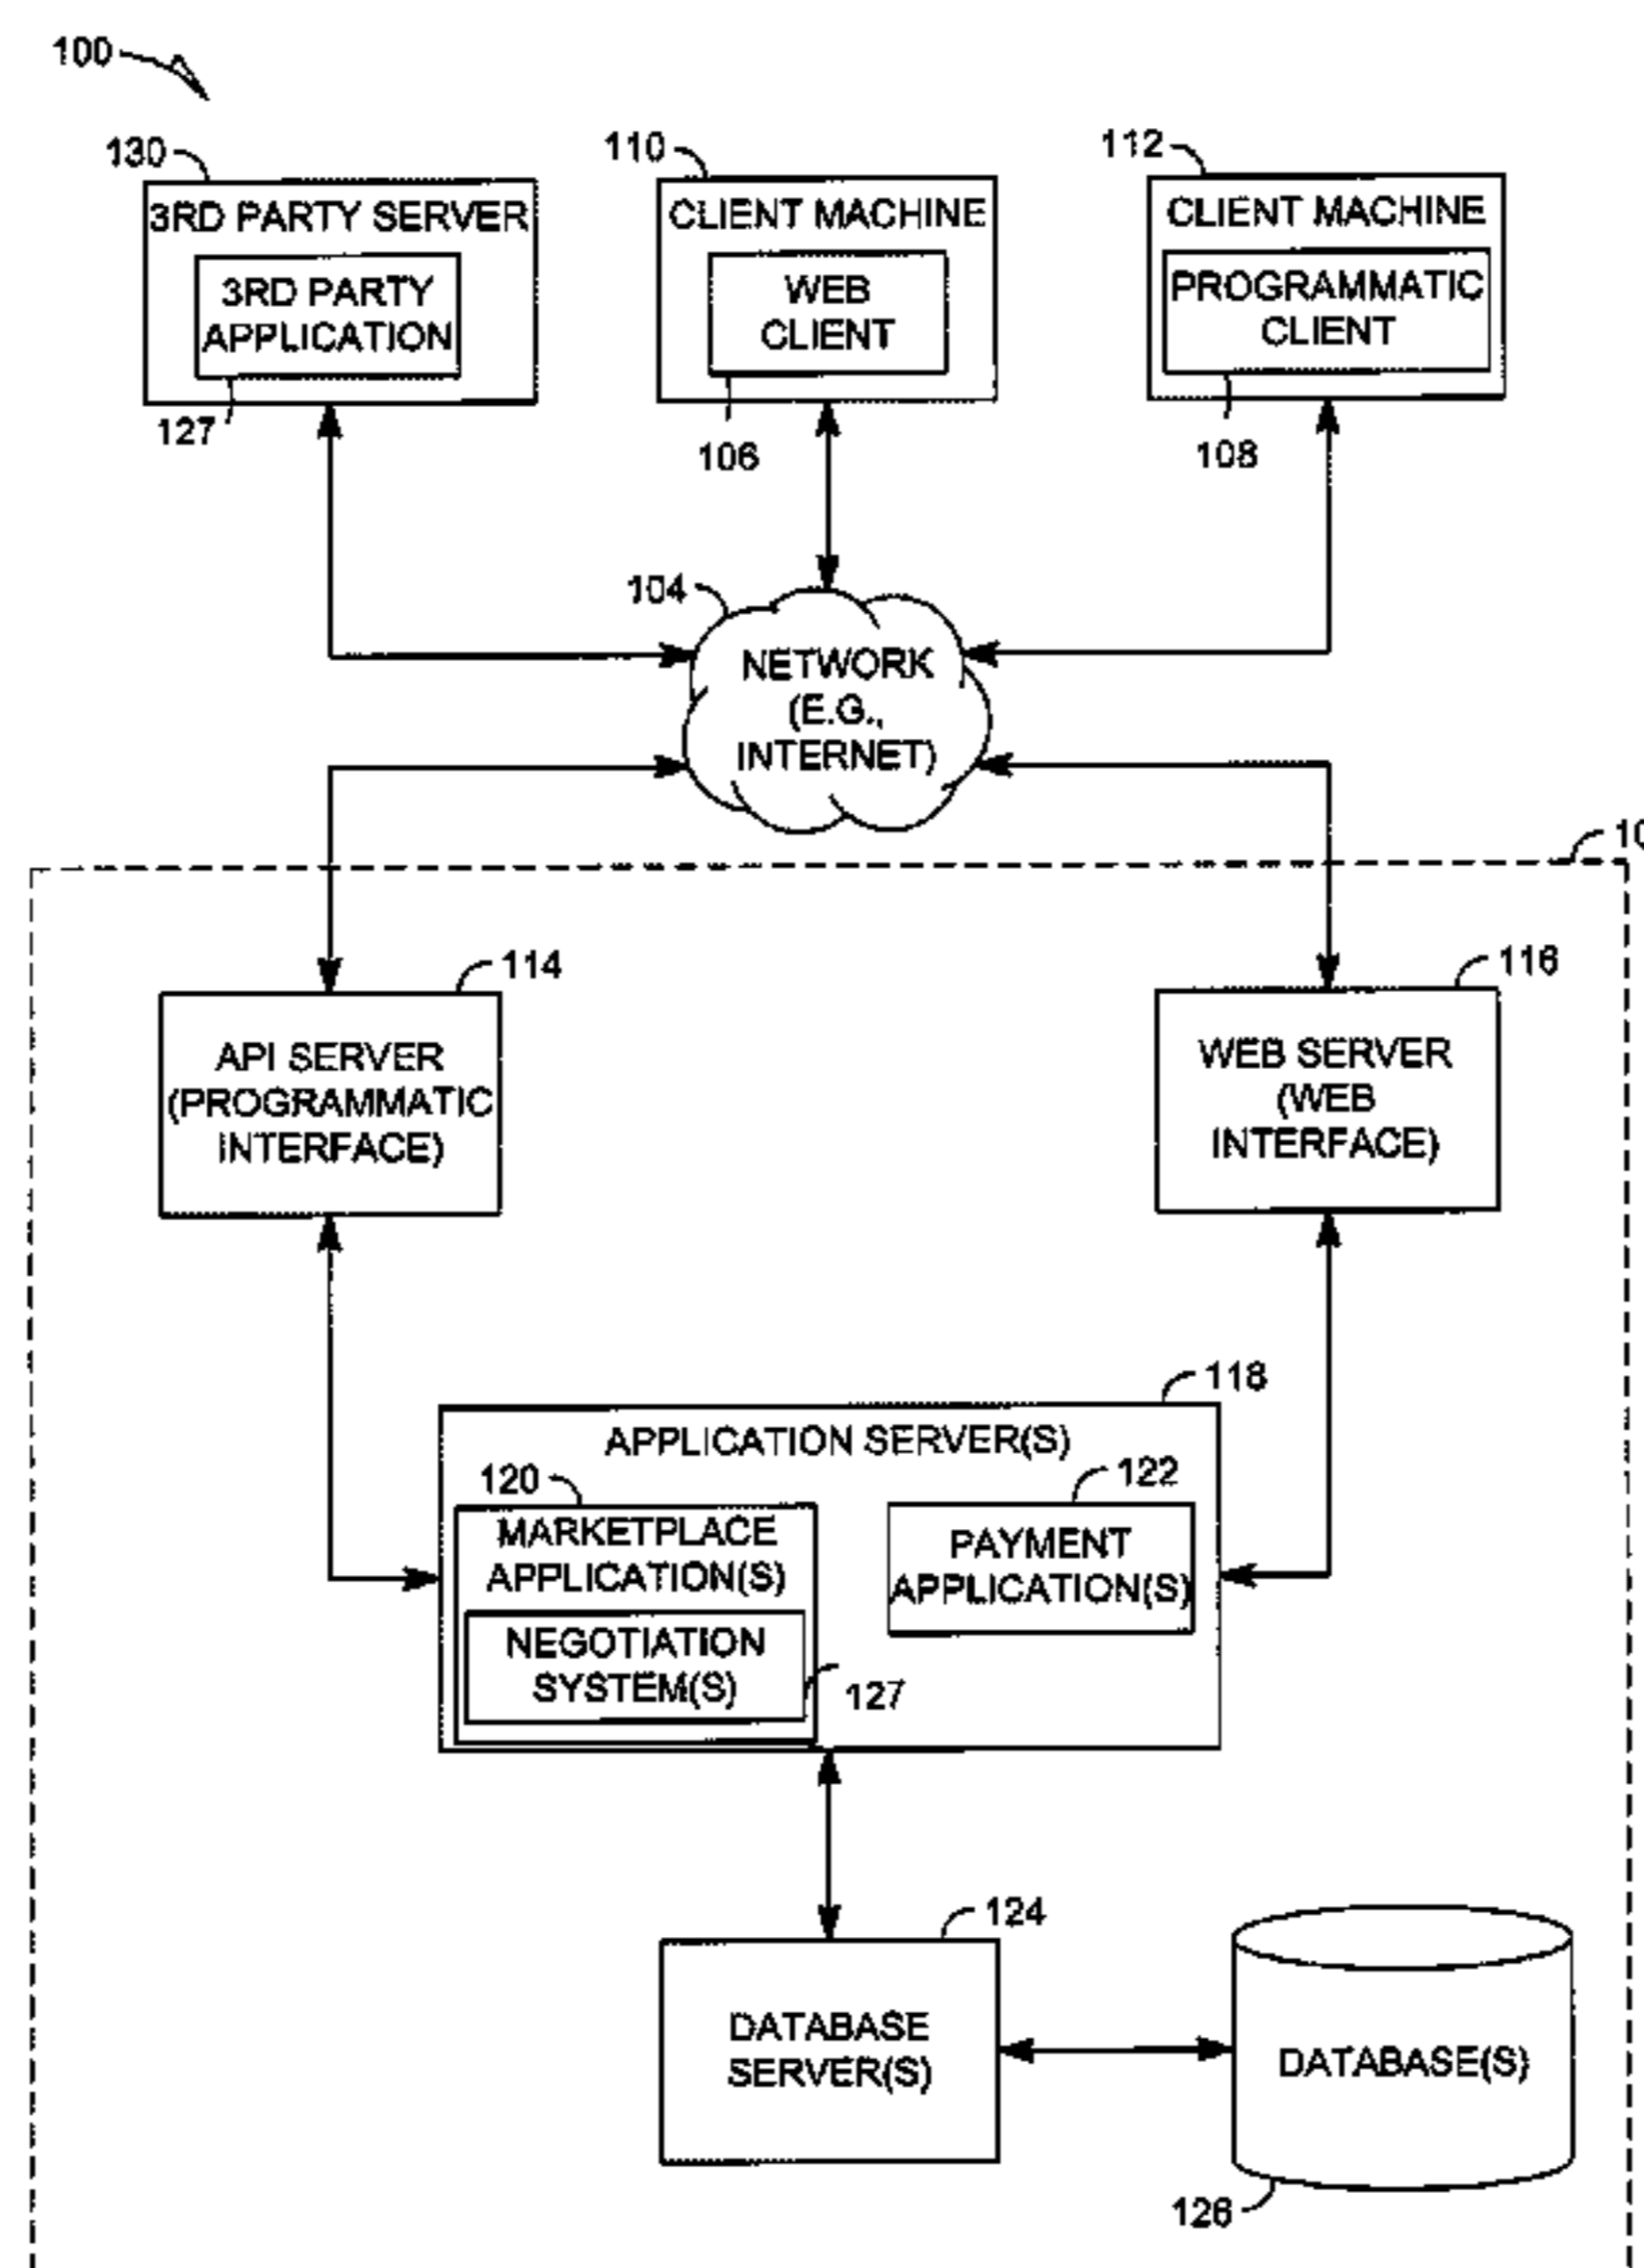 100
130
110
112
3RD PARTY SERVER
CLIENT MACHINE
CLIENT MACHINE
3RD PARTY
APPLICATION
WEB
CLIENT
PROGRAMMATIC
CLIENT
127
106
108
104
NETWORK
(E.G.,
INTERNET)
10
114
116
API SERVER
(PROGRAMMATIC
INTERFACE)
WEB SERVER
(WEB
INTERFACE)
118
APPLICATION SERVER(S)
120
122
MARKETPLACE
APPLICATION(S)
PAYMENT
APPLICATION(S)
NEGOTIATION
SYSTEM(S)
127
124
DATABASE
SERVER(S)
DATABASE(S)
126